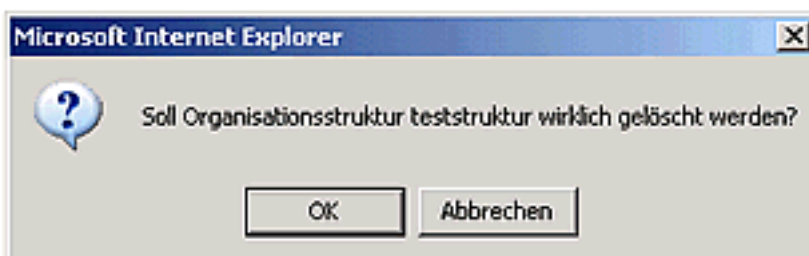 Microsoft Internet Explorer
Soll Organisationsstruktur teststruktur wirklich gelöscht werden?
OK Abbrechen